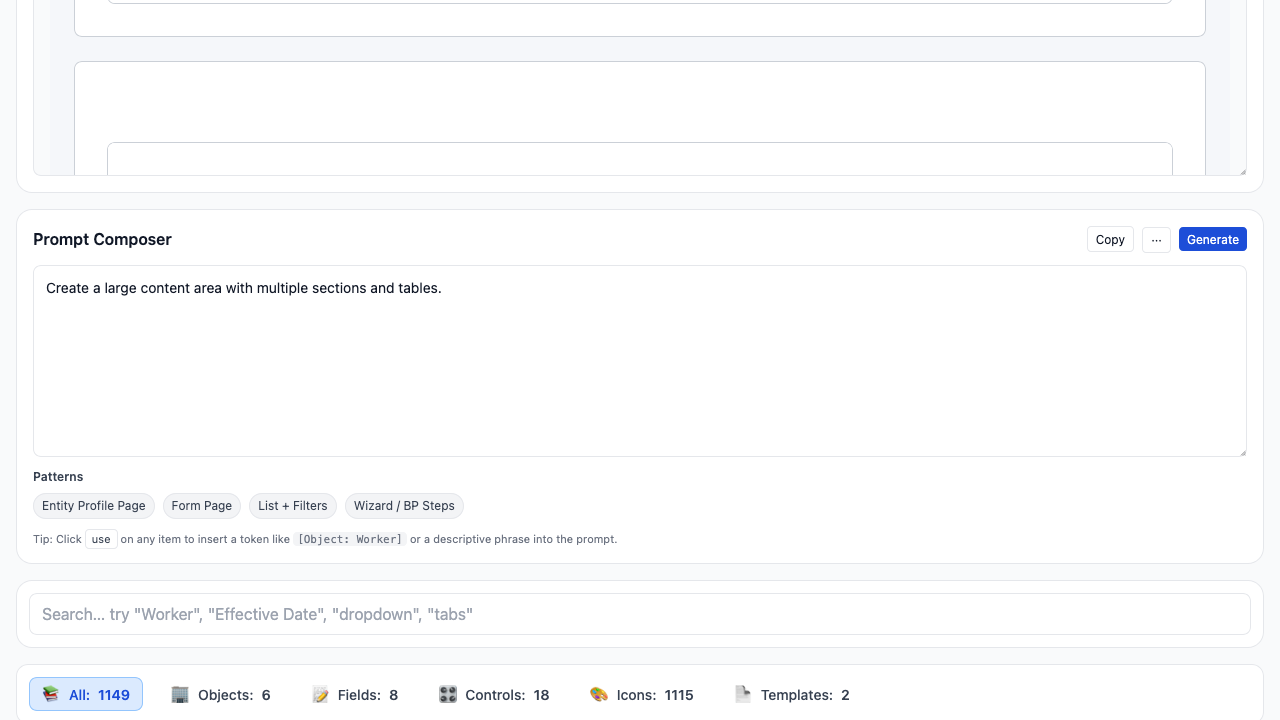 Prompt Composer
Copy ... Generate
Create a large content area with multiple sections and tables.
Patterns
Entity Profile Page Form Page List + Filters Wizard / BP Steps
Tip: Click use on any item to insert a token like [Object: Worker] or a descriptive phrase into the prompt.
Search... try "Worker", "Effective Date", "dropdown", "tabs"
All: 1149 Objects: 6 Fields: 8 Controls: 18 Icons: 1115 Templates: 2